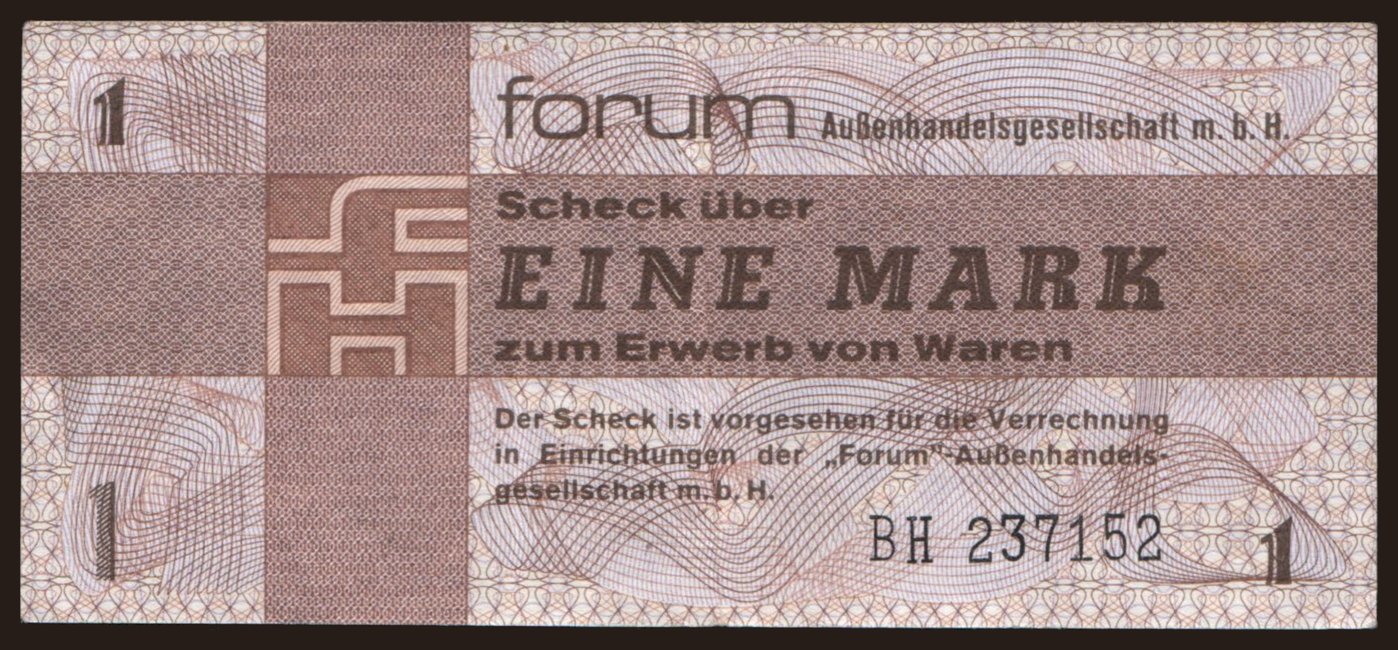 1
forum Außenhandelsgesellschaft m. b. H.
Scheck über
EINE MARK
zum Erwerb von Waren
Der Scheck ist vorgesehen für die Verrechnung
in Einrichtungen der „Forum"-Außenhandels-
gesellschaft m. b. H.
1
BH 237152
1